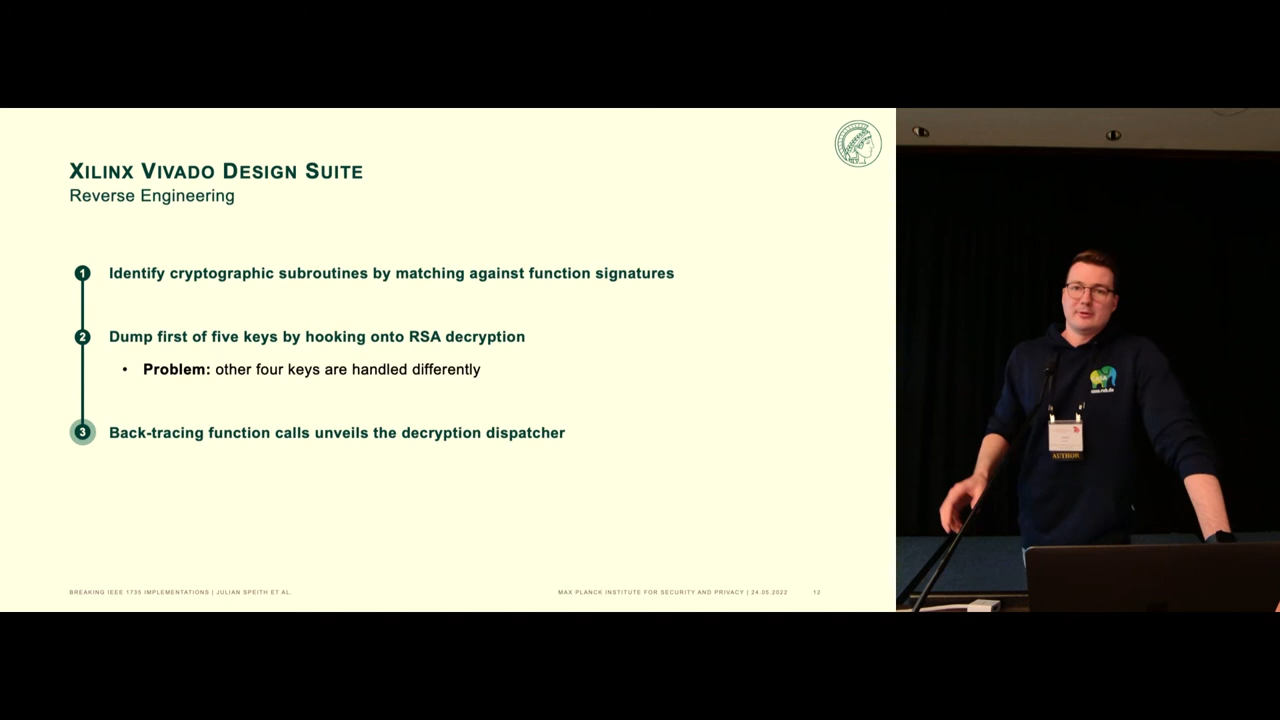 XILINX VIVADO DESIGN SUITE
Reverse Engineering
1 Identify cryptographic subroutines by matching against function signatures
2 Dump first of five keys by hooking onto RSA decryption
• Problem: other four keys are handled differently
3 Back-tracing function calls unveils the decryption dispatcher
BREAKING IEEE 1735 IMPLEMENTATIONS | JULIAN SPEITH ET AL.
MAX PLANCK INSTITUTE FOR SECURITY AND PRIVACY | 24.05.2022
12
AUTHOR